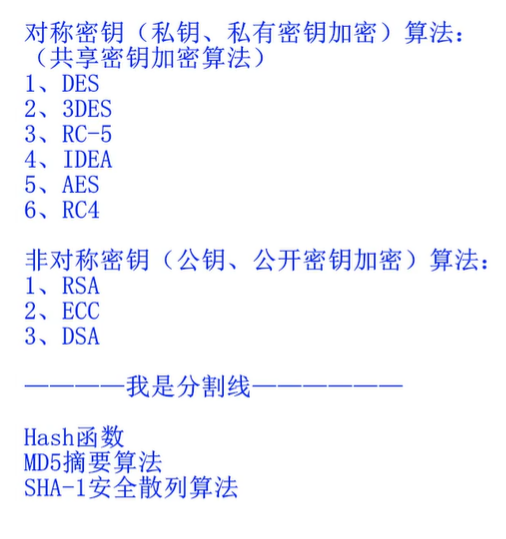 对称密钥（私钥、私有密钥加密）算法：
（共享密钥加密算法）
1、DES
2、3DES
3、RC-5
4、IDEA
5、AES
6、RC4
非对称密钥（公钥、公开密钥加密）算法：
1、RSA
2、ECC
3、DSA
————我是分割线——————
Hash函数
MD5摘要算法
SHA-1安全散列算法